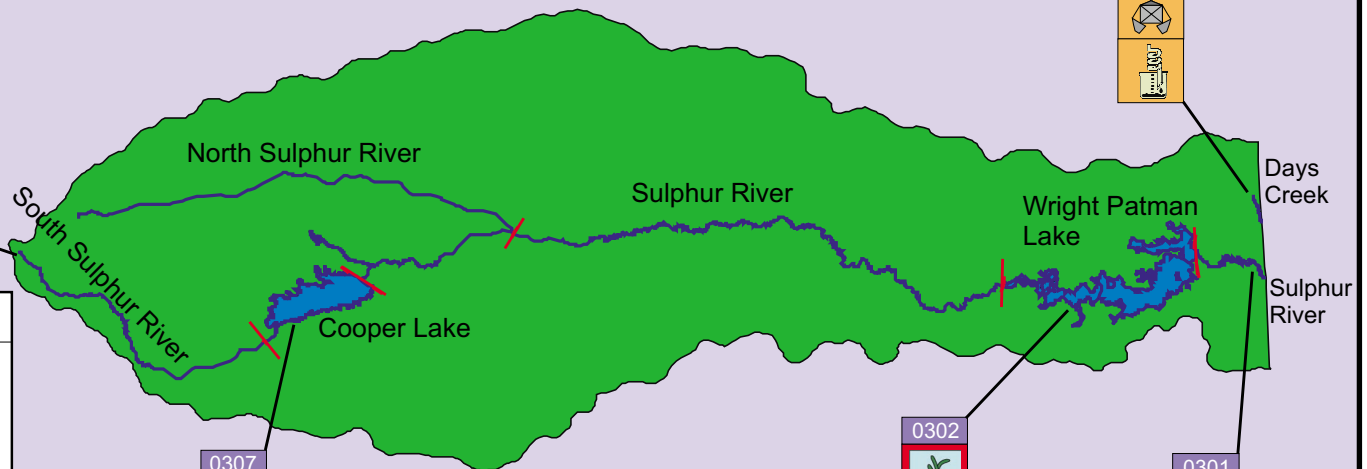 North Sulphur River
Sulphur River
Days
Creek
Wright Patman
Lake
South Sulphur River
Sulphur
River
Cooper Lake
0302
0307
0301